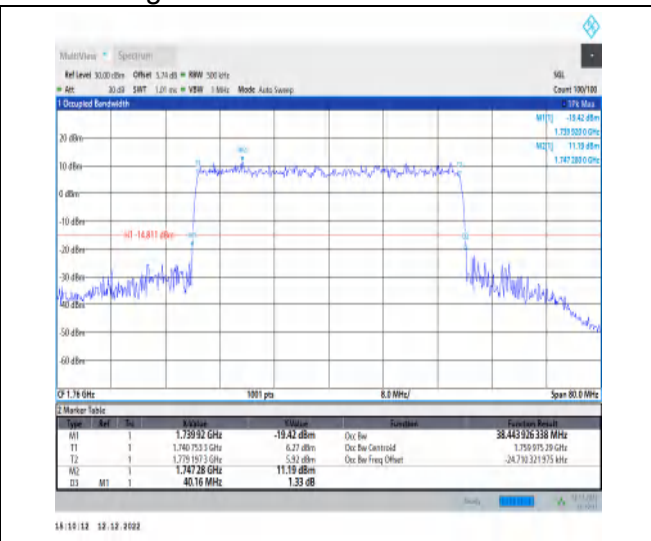 MultiView Spectrum
Ref Level 30.00 dBm Offset 5.74 dB RBW 500 kHz SGL
Att 30 dB SWT 1.01 ms VBW 1 MHz Mode Auto Sweep Count 100/100
1 Occupied Bandwidth 1Pk Max
M1[1] -19.42 dBm
1.739 920 0 GHz
20 dBm M2[1] 11.19 dBm
1.747 280 0 GHz
10 dBm
0 dBm
-10 dBm
H1 -14.811 dBm
-20 dBm
-30 dBm
-40 dBm
-50 dBm
-60 dBm
CF 1.76 GHz 1001 pts 8.0 MHz/ Span 80.0 MHz
2 Marker Table
Type Ref Trc X-Value Y-Value Function Function Result
M1 1 1.73992 GHz -19.42 dBm Occ Bw 38.443 926 338 MHz
T1 1 1.740 753 3 GHz 6.27 dBm Occ Bw Centroid 1.759 975 29 GHz
T2 1 1.779 197 3 GHz 5.92 dBm Occ Bw Freq Offset -24.710 321 975 kHz
M2 1 1.747 28 GHz 11.19 dBm
D3 M1 1 40.16 MHz 1.33 dB
Ready
15:10:12 12.12.2022